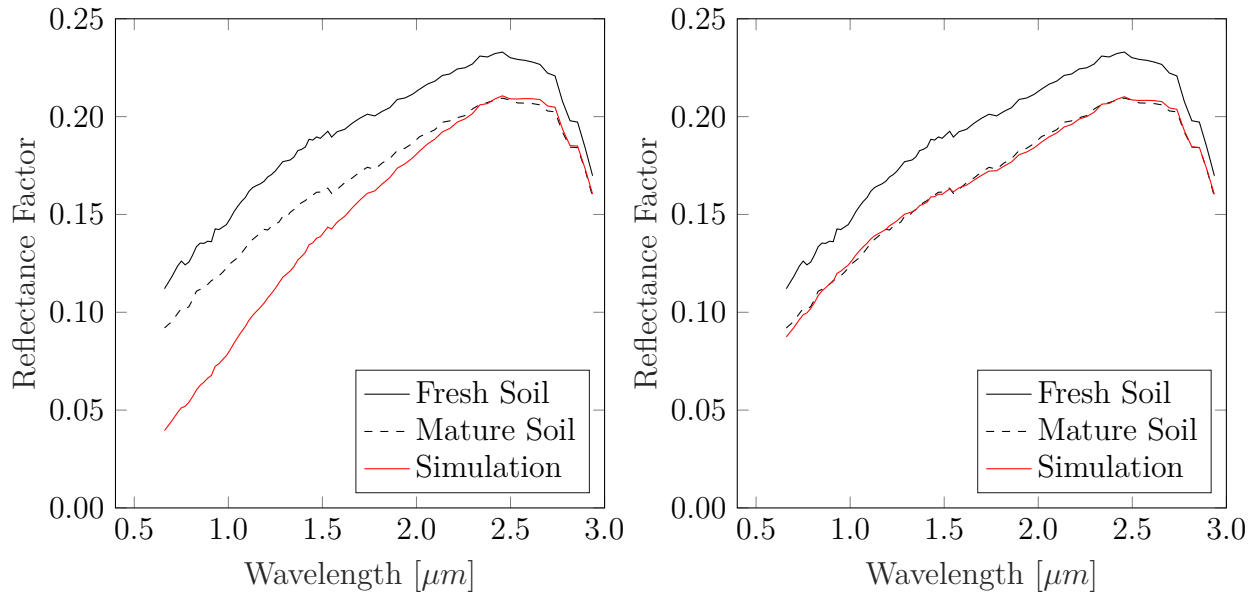 0.25
0.20
0.15
0.10
0.05
0.00
Reflectance Factor
Fresh Soil
Mature Soil
Simulation
0.5 1.0 1.5 2.0 2.5 3.0
Wavelength [μm]
0.25
0.20
0.15
0.10
0.05
0.00
Reflectance Factor
Fresh Soil
Mature Soil
Simulation
0.5 1.0 1.5 2.0 2.5 3.0
Wavelength [μm]